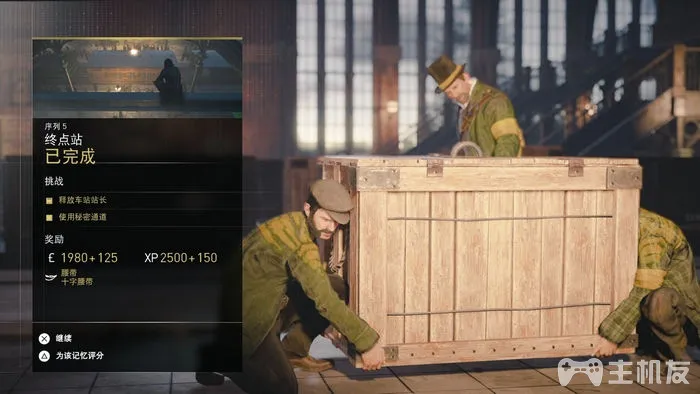 序列 5
终点站
已完成
挑战
释放车站站长
使用秘密通道
奖励
£ 1980+125 XP2500+150
腰带
十字腰带
继续
为该记忆评分
主机友